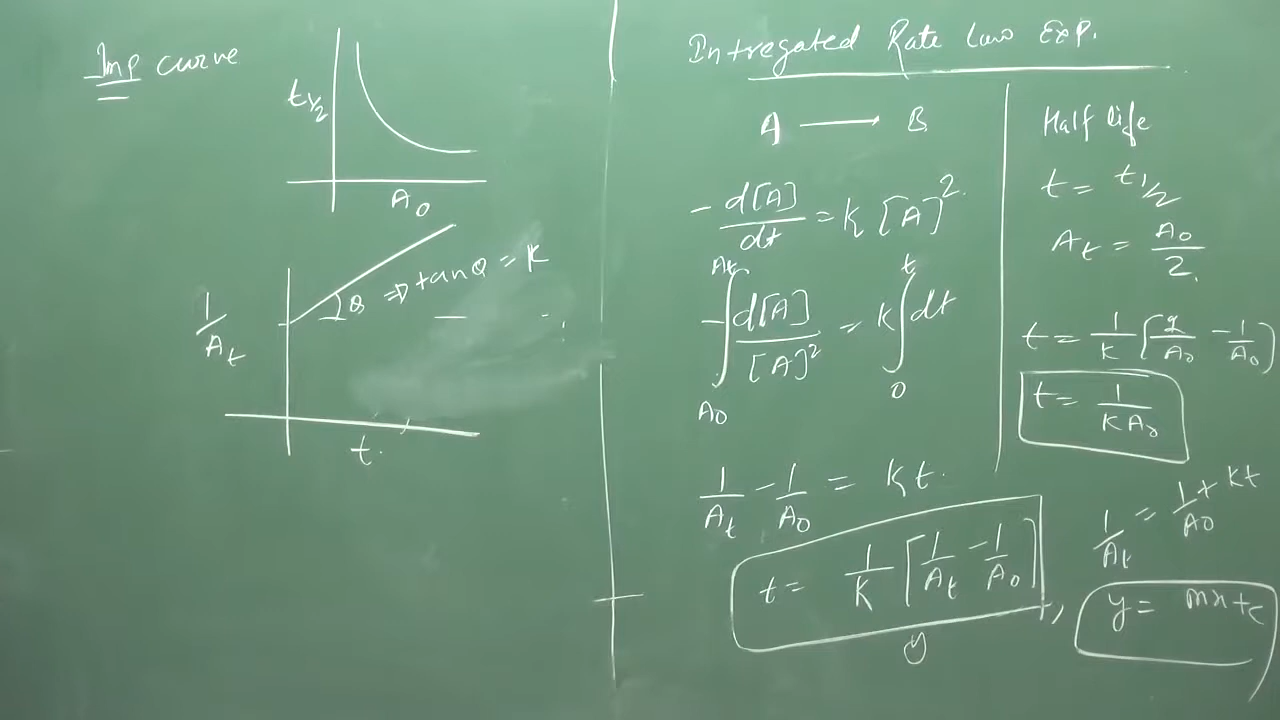 Imp curve
t1/2
A0
1/At
θ ⇒ tanθ = K
t.
Intregated Rate Law Exp.
A ⟶ B
-d[A]/dt = K [A]^2.
At t
-∫ d[A]/[A]^2 = K ∫ dt
A0 0
1/At - 1/A0 = Kt.
t = 1/K [1/At - 1/A0],
y
Half life
t = t1/2
At = A0/2.
t = 1/K [2/A0 - 1/A0]
t = 1/KA0
1/At = 1/A0 + Kt
y = mx+c